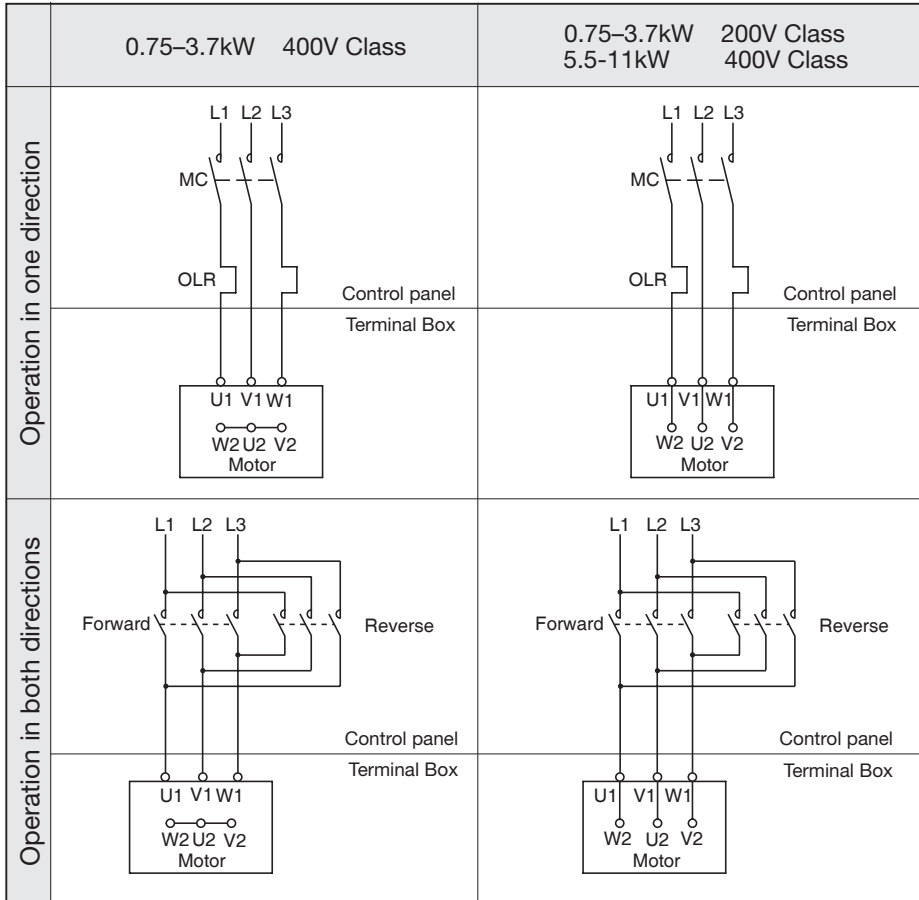 0.75–3.7kW 400V Class
0.75–3.7kW 200V Class
5.5-11kW 400V Class
Operation in one direction
L1 L2 L3
MC
OLR
Control panel
Terminal Box
U1 V1 W1
W2 U2 V2
Motor
L1 L2 L3
MC
OLR
Control panel
Terminal Box
U1 V1 W1
W2 U2 V2
Motor
Operation in both directions
L1 L2 L3
Forward Reverse
Control panel
Terminal Box
U1 V1 W1
W2 U2 V2
Motor
L1 L2 L3
Forward Reverse
Control panel
Terminal Box
U1 V1 W1
W2 U2 V2
Motor